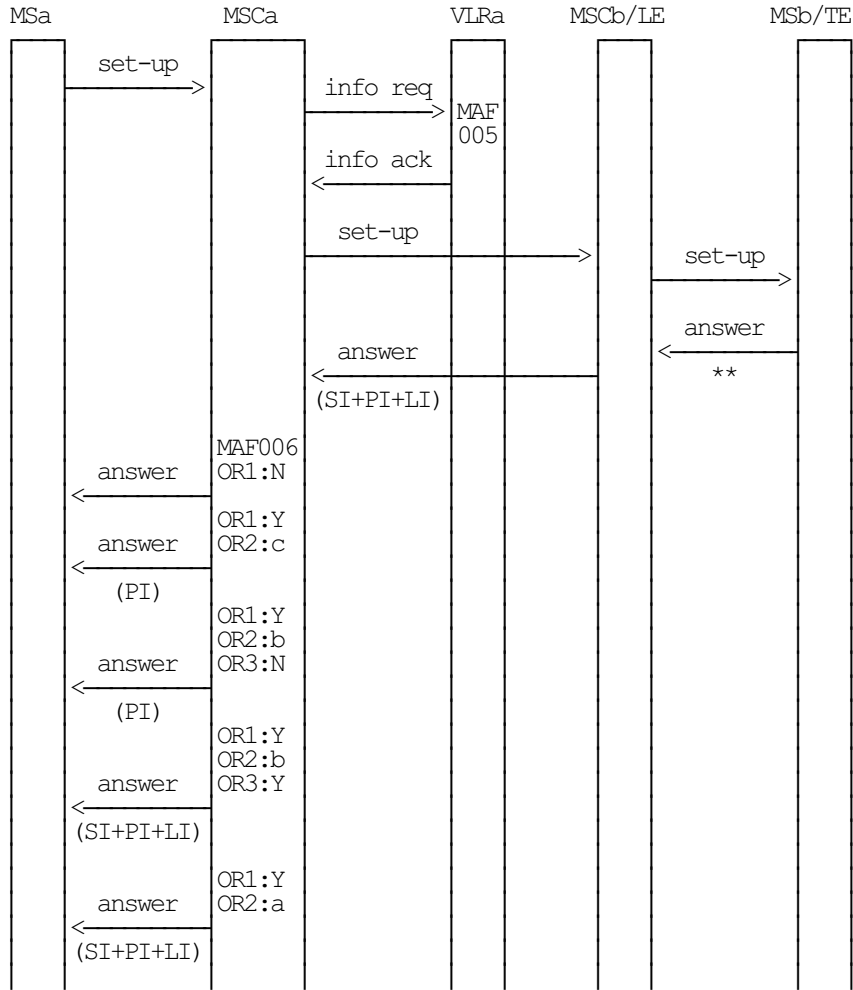 MSa MSCa VLRa MSCb/LE MSb/TE
set-up
info req
MAF
005
info ack
set-up
set-up
answer
**
answer
(SI+PI+LI)
MAF006
answer OR1:N
OR1:Y
answer OR2:c
(PI)
OR1:Y
OR2:b
answer OR3:N
(PI)
OR1:Y
OR2:b
answer OR3:Y
(SI+PI+LI)
OR1:Y
answer OR2:a
(SI+PI+LI)